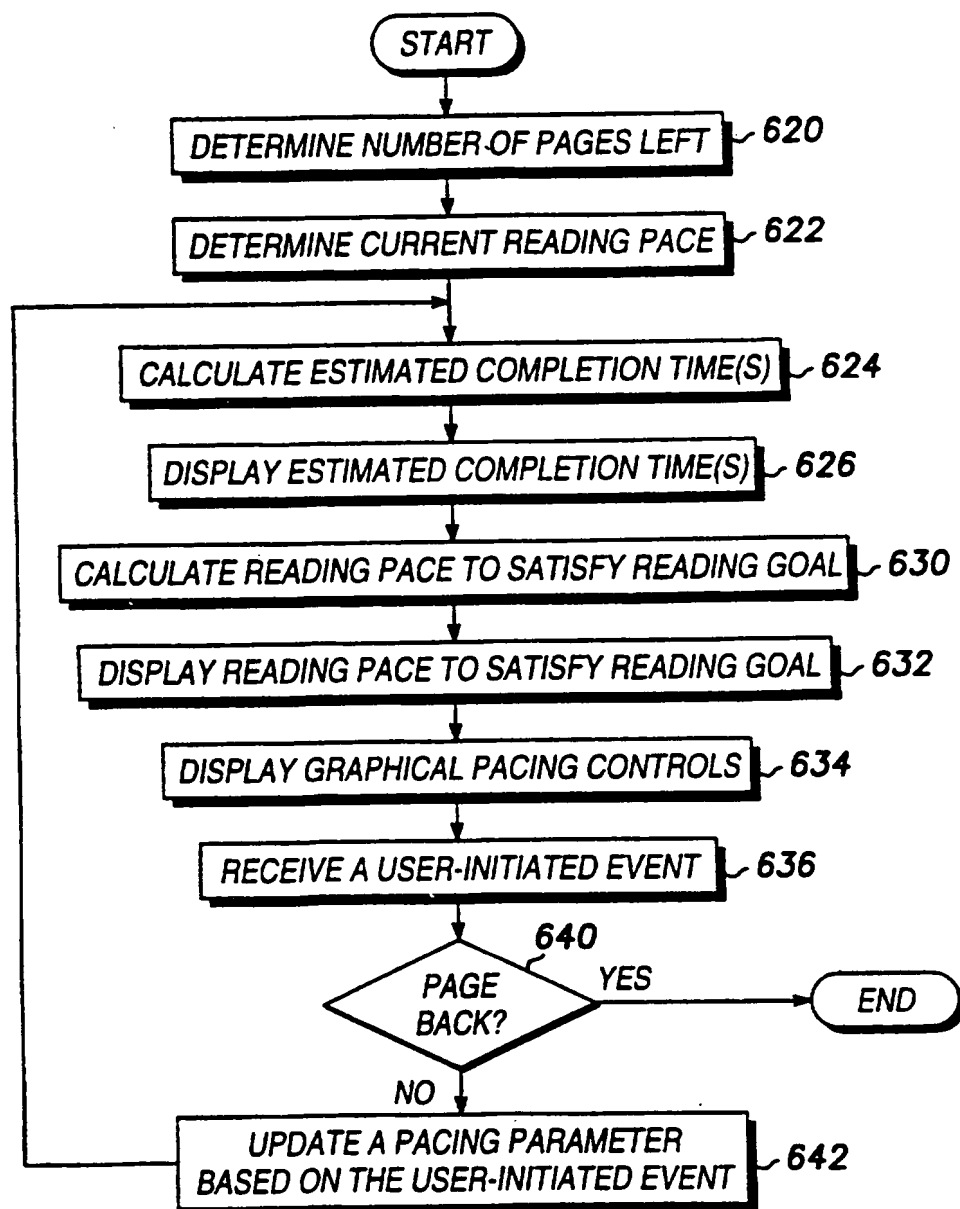 START
DETERMINE NUMBER OF PAGES LEFT 620
DETERMINE CURRENT READING PACE 622
CALCULATE ESTIMATED COMPLETION TIME(S) 624
DISPLAY ESTIMATED COMPLETION TIME(S) 626
CALCULATE READING PACE TO SATISFY READING GOAL 630
DISPLAY READING PACE TO SATISFY READING GOAL 632
DISPLAY GRAPHICAL PACING CONTROLS 634
RECEIVE A USER-INITIATED EVENT 636
640
PAGE
BACK?
YES
END
NO
UPDATE A PACING PARAMETER
BASED ON THE USER-INITIATED EVENT 642